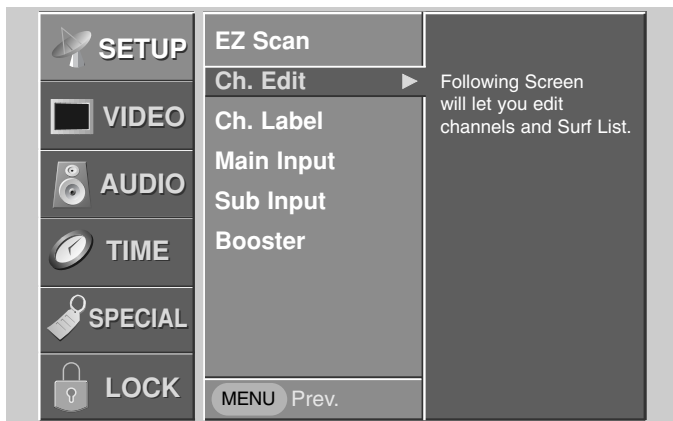 SETUP
VIDEO
AUDIO
TIME
SPECIAL
LOCK
EZ Scan
Ch. Edit ▶
Ch. Label
Main Input
Sub Input
Booster
MENU Prev.
Following Screen
will let you edit
channels and Surf List.